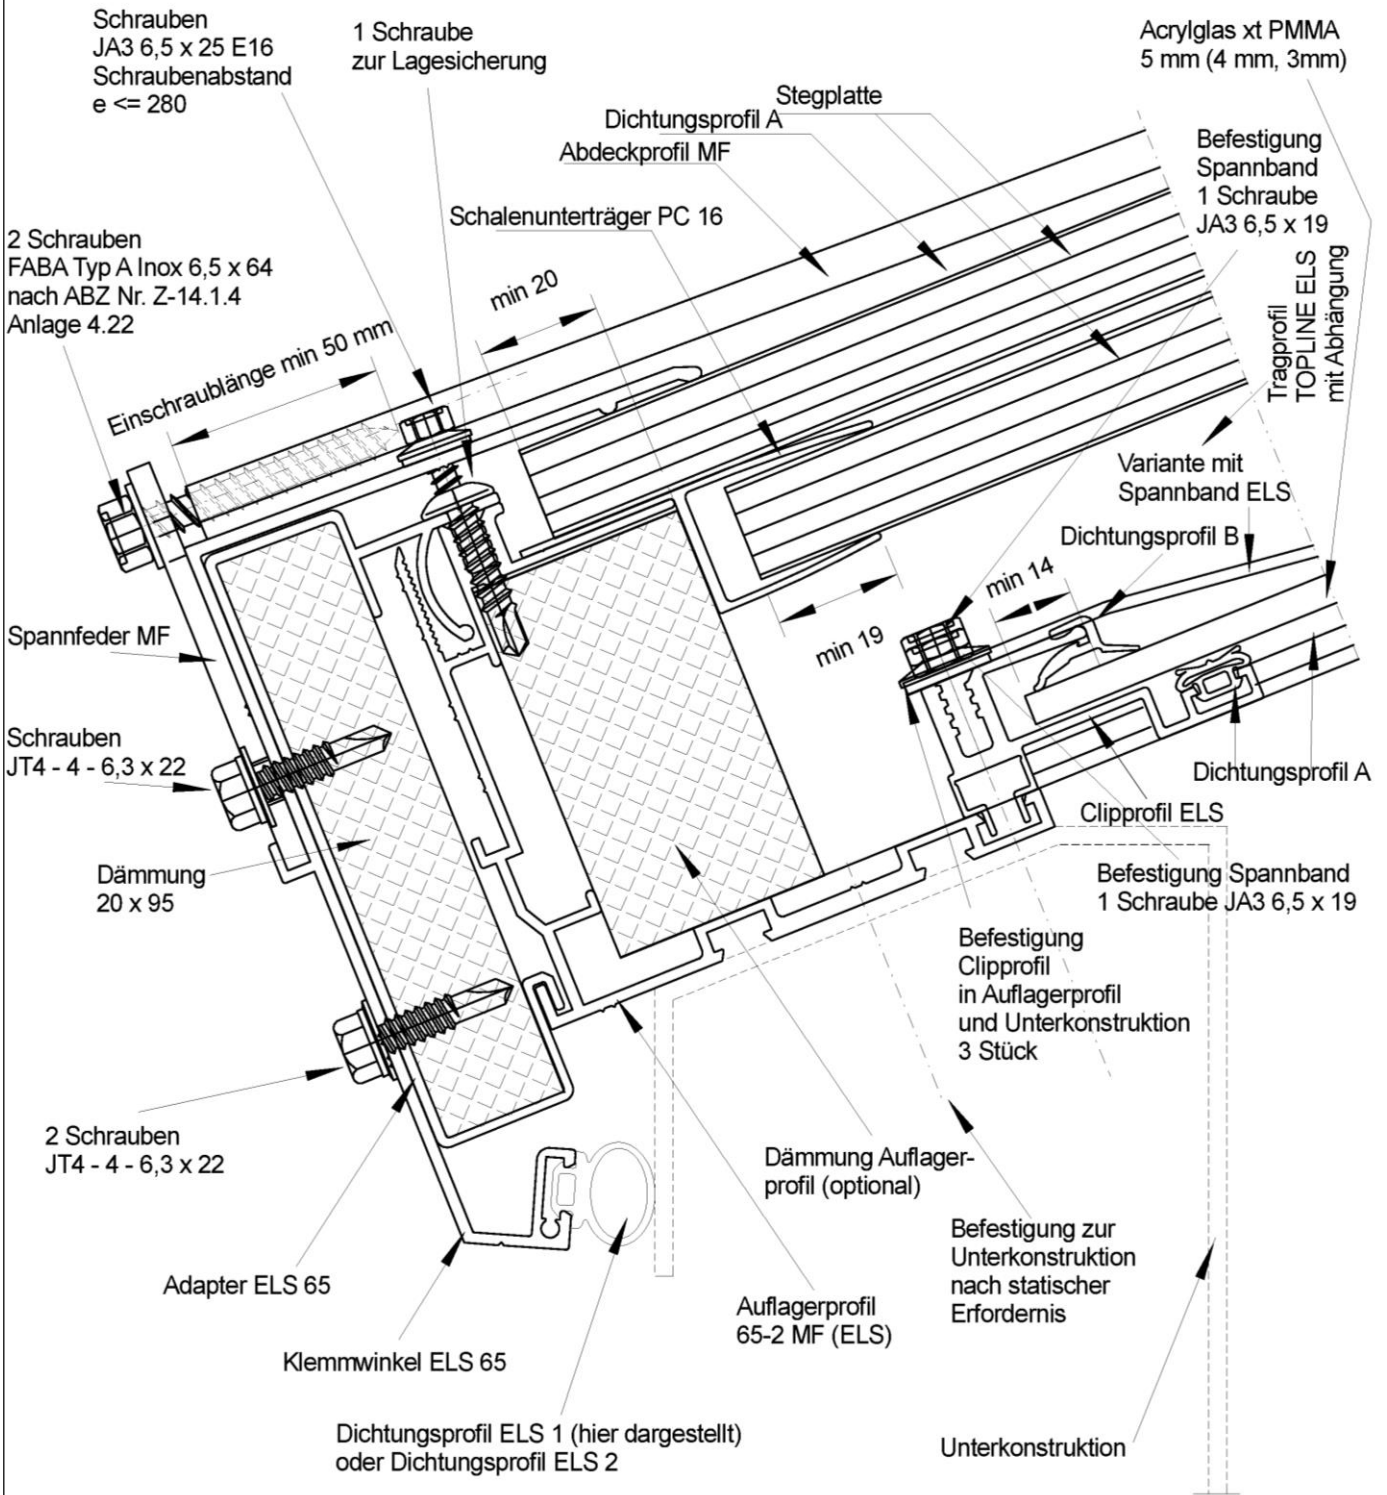 Schrauben
JA3 6,5 x 25 E16
Schraubenabstand
e <= 280
1 Schraube
zur Lagesicherung
Acrylglas xt PMMA
5 mm (4 mm, 3mm)
Stegplatte
Dichtungsprofil A
Abdeckprofil MF
Befestigung
Spannband
1 Schraube
JA3 6,5 x 19
Schalenunterträger PC 16
2 Schrauben
FABA Typ A Inox 6,5 x 64
nach ABZ Nr. Z-14.1.4
Anlage 4.22
min 20
Einschraublänge min 50 mm
Tragprofil
TOPLINE ELS
mit Abhängung
Variante mit
Spannband ELS
Dichtungsprofil B
min 14
min 19
Spannfeder MF
Schrauben
JT4 - 4 - 6,3 x 22
Dichtungsprofil A
Clipprofil ELS
Dämmung
20 x 95
Befestigung Spannband
1 Schraube JA3 6,5 x 19
Befestigung
Clipprofil
in Auflagerprofil
und Unterkonstruktion
3 Stück
2 Schrauben
JT4 - 4 - 6,3 x 22
Dämmung Auflager-
profil (optional)
Befestigung zur
Unterkonstruktion
nach statischer
Erfordernis
Adapter ELS 65
Auflagerprofil
65-2 MF (ELS)
Klemmwinkel ELS 65
Dichtungsprofil ELS 1 (hier dargestellt)
oder Dichtungsprofil ELS 2
Unterkonstruktion